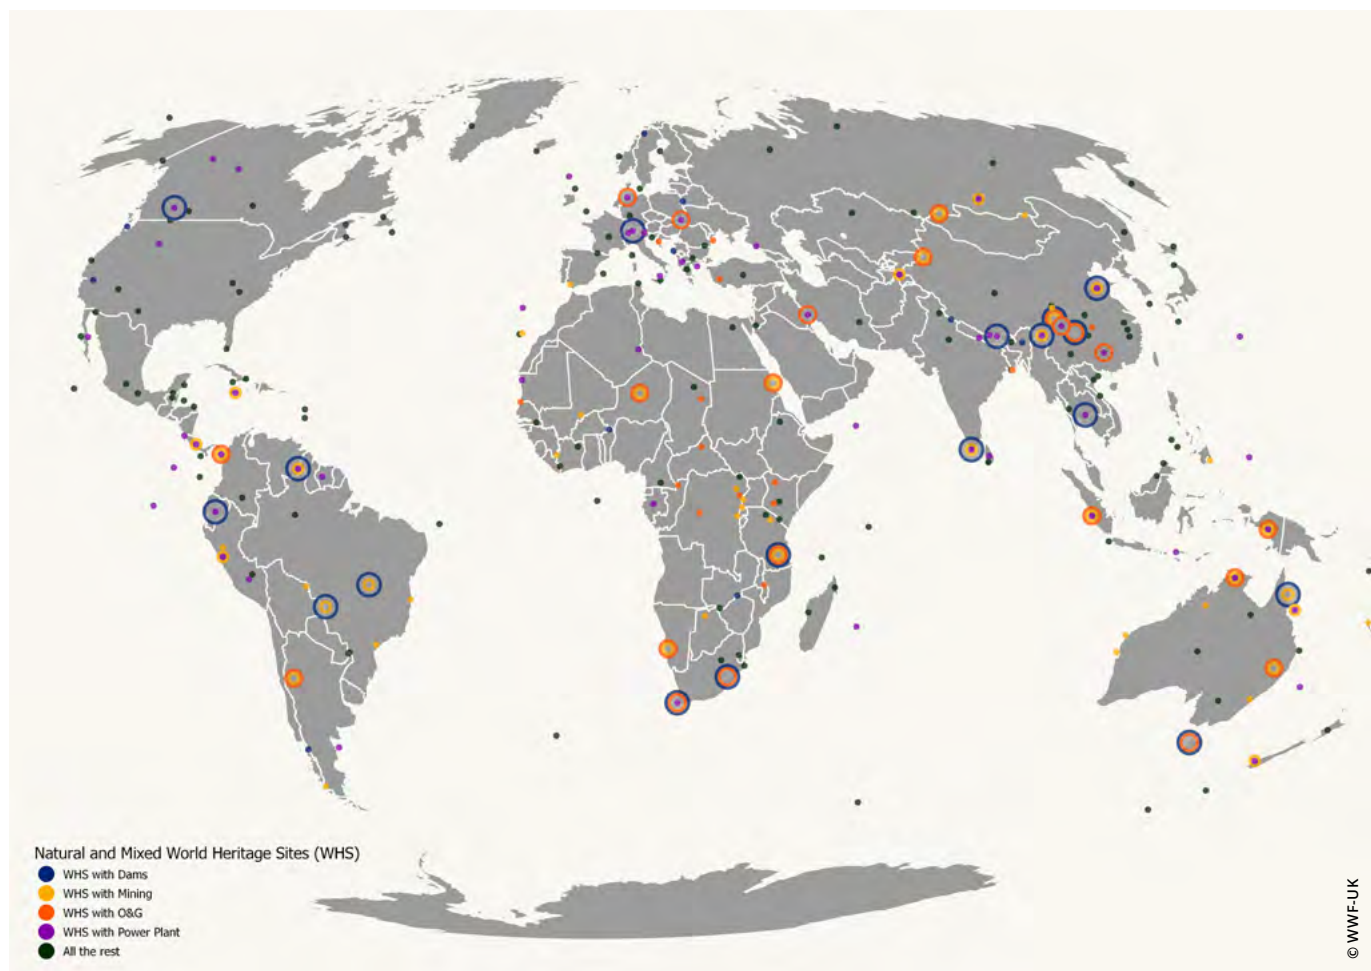 Natural and Mixed World Heritage Sites (WHS)
WHS with Dams
WHS with Mining
WHS with O&G
WHS with Power Plant
All the rest
© WWF-UK